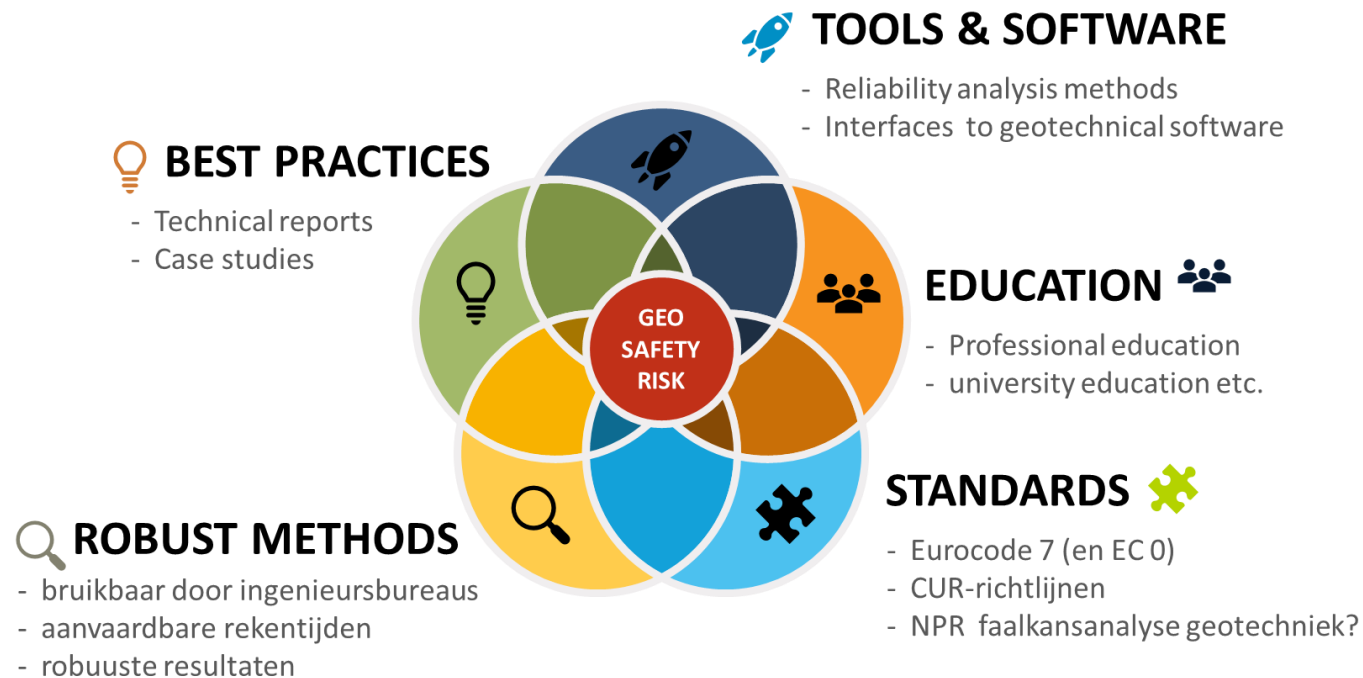 TOOLS & SOFTWARE
- Reliability analysis methods
- Interfaces to geotechnical software
BEST PRACTICES
- Technical reports
- Case studies
GEO
SAFETY
RISK
EDUCATION
- Professional education
- university education etc.
STANDARDS
- Eurocode 7 (en EC 0)
- CUR-richtlijnen
- NPR faalkansanalyse geotechniek?
ROBUST METHODS
- bruikbaar door ingenieursbureaus
- aanvaardbare rekentijden
- robuuste resultaten